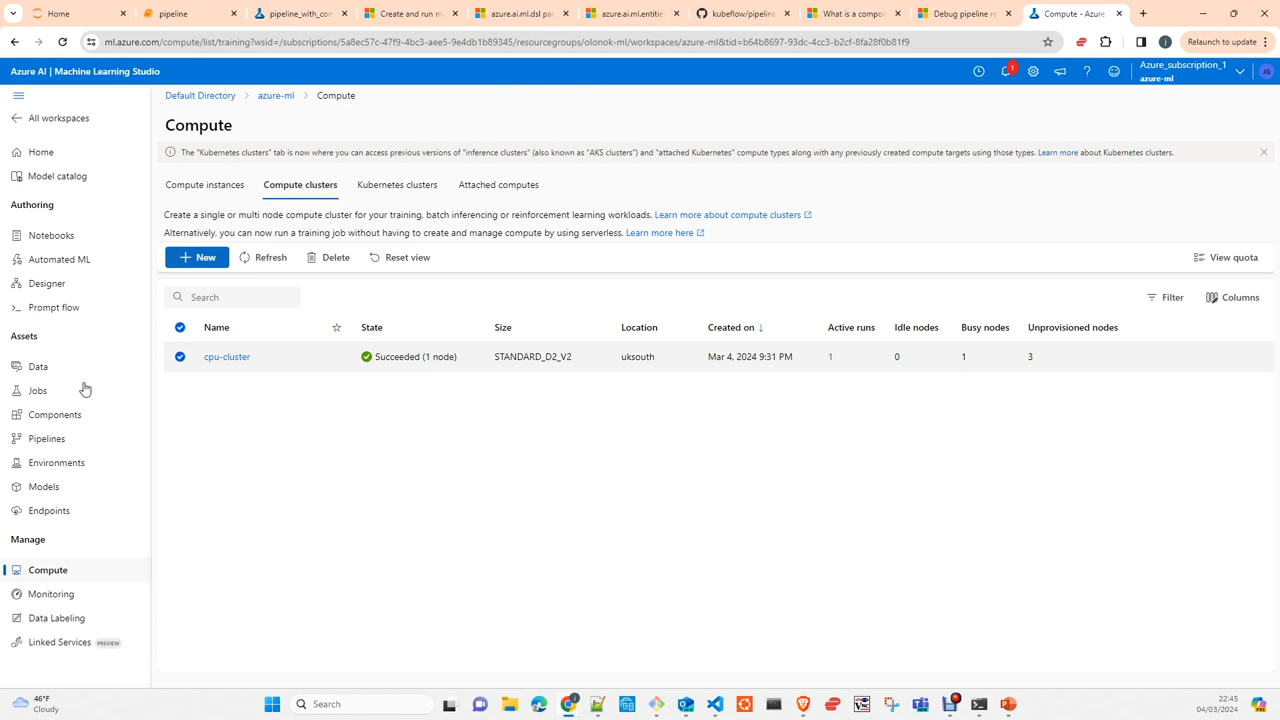 Home
pipeline
pipeline_with_con
Create and run m
azure.ai.ml.dsl pac
azure.ai.ml.entitie
kubeflow/pipeline
What is a compo
Debug pipeline re
Compute - Azure
ml.azure.com/compute/list/training?wsid=/subscriptions/5a8ec57c-47f9-4bc3-aee5-9e4db1b89345/resourcegroups/olonok-ml/workspaces/azure-ml&tid=b64b8697-93dc-4cc3-b2cf-8fa28f0b81f9
Relaunch to update
Azure AI | Machine Learning Studio
1
Azure_subscription_1
azure-ml
JG
All workspaces
Home
Model catalog
Authoring
Notebooks
Automated ML
Designer
Prompt flow
Assets
Data
Jobs
Components
Pipelines
Environments
Models
Endpoints
Manage
Compute
Monitoring
Data Labeling
Linked Services PREVIEW
Default Directory > azure-ml > Compute
Compute
The "Kubernetes clusters" tab is now where you can access previous versions of "inference clusters" (also known as "AKS clusters") and "attached Kubernetes" compute types along with any previously created compute targets using those types. Learn more about Kubernetes clusters.
Compute instances Compute clusters Kubernetes clusters Attached computes
Create a single or multi node compute cluster for your training, batch inferencing or reinforcement learning workloads. Learn more about compute clusters
Alternatively, you can now run a training job without having to create and manage compute by using serverless. Learn more here
New Refresh Delete Reset view View quota
Search Filter Columns
Name State Size Location Created on ↓ Active runs Idle nodes Busy nodes Unprovisioned nodes
cpu-cluster Succeeded (1 node) STANDARD_D2_V2 uksouth Mar 4, 2024 9:31 PM 1 0 1 3
46°F
Cloudy
Search
22:45
04/03/2024